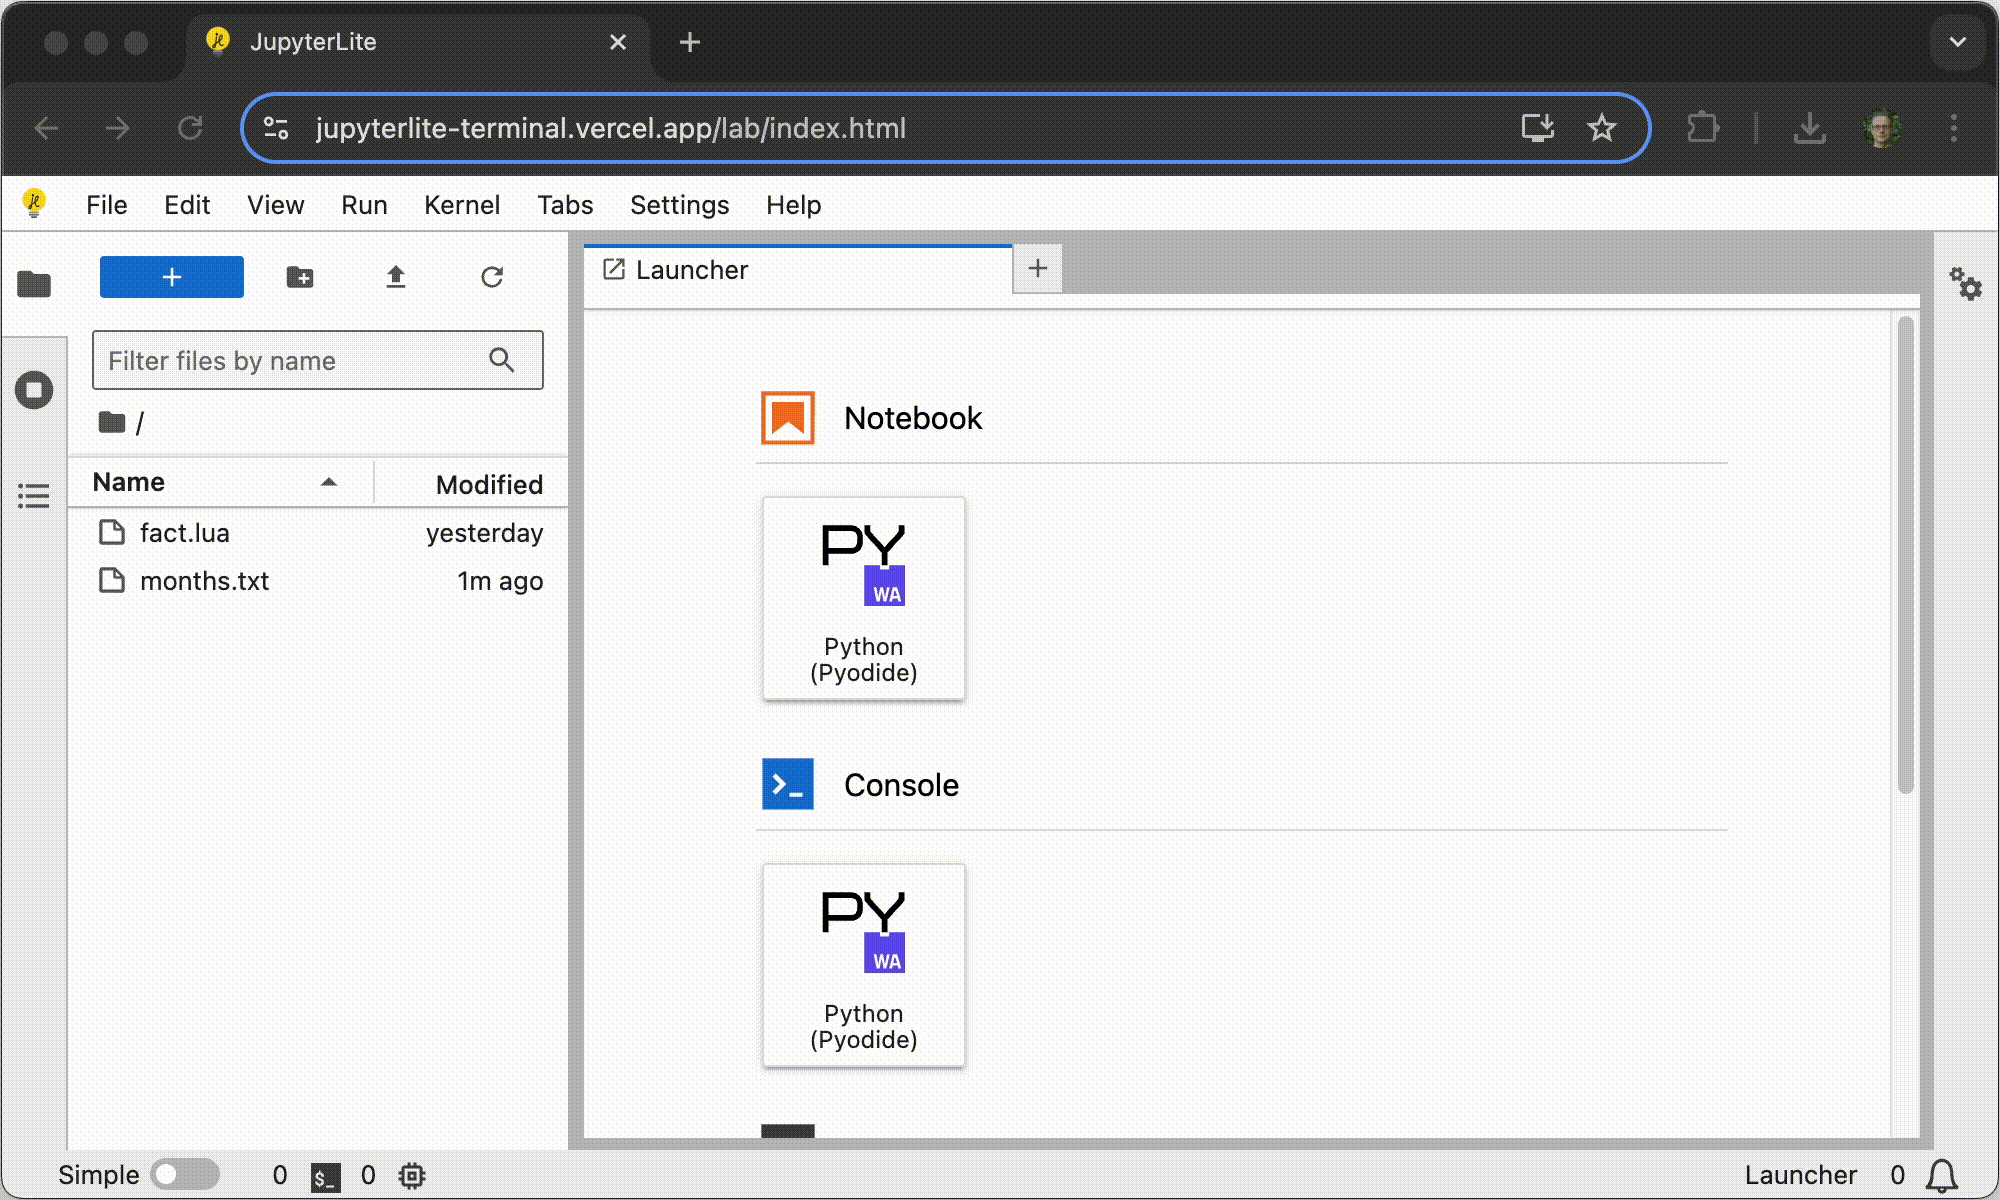 JupyterLite
jupyterlite-terminal.vercel.app/lab/index.html
File Edit View Run Kernel Tabs Settings Help
Launcher
Filter files by name
/
Name Modified
fact.lua yesterday
months.txt 1m ago
Notebook
PY
WA
Python
(Pyodide)
Console
PY
WA
Python
(Pyodide)
Simple 0 $_ 0 Launcher 0